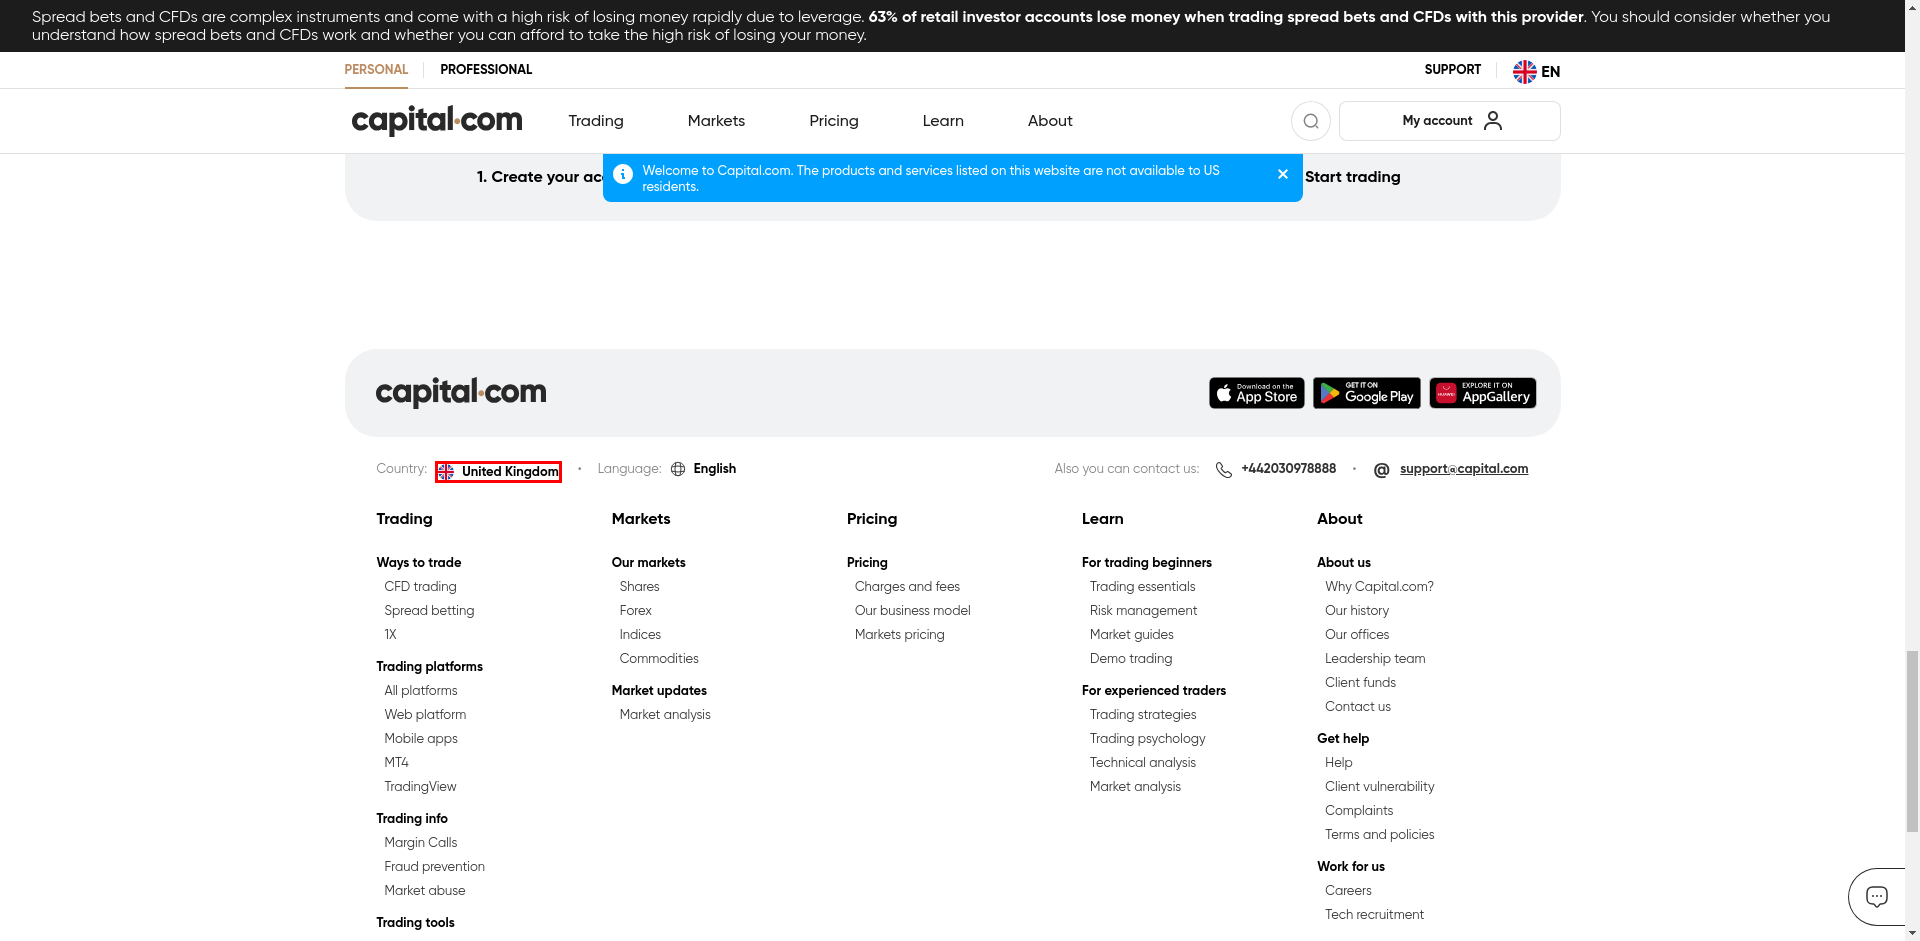 Spread bets and CFDs are complex instruments and come with a high risk of losing money rapidly due to leverage. 63% of retail investor accounts lose money when trading spread bets and CFDs with this provider. You should consider whether you
understand how spread bets and CFDs work and whether you can afford to take the high risk of losing your money.
PERSONAL PROFESSIONAL SUPPORT EN
capital.com Trading Markets Pricing Learn About My account
1. Create your acc Start trading
Welcome to Capital.com. The products and services listed on this website are not available to US
residents.
capital.com
Download on the App Store
GET IT ON Google Play
HUAWEI EXPLORE IT ON AppGallery
Country: United Kingdom • Language: English Also you can contact us: +442030978888 • @ support@capital.com
Trading
Ways to trade
CFD trading
Spread betting
1X
Trading platforms
All platforms
Web platform
Mobile apps
MT4
TradingView
Trading info
Margin Calls
Fraud prevention
Market abuse
Trading tools
Markets
Our markets
Shares
Forex
Indices
Commodities
Market updates
Market analysis
Pricing
Pricing
Charges and fees
Our business model
Markets pricing
Learn
For trading beginners
Trading essentials
Risk management
Market guides
Demo trading
For experienced traders
Trading strategies
Trading psychology
Technical analysis
Market analysis
About
About us
Why Capital.com?
Our history
Our offices
Leadership team
Client funds
Contact us
Get help
Help
Client vulnerability
Complaints
Terms and policies
Work for us
Careers
Tech recruitment